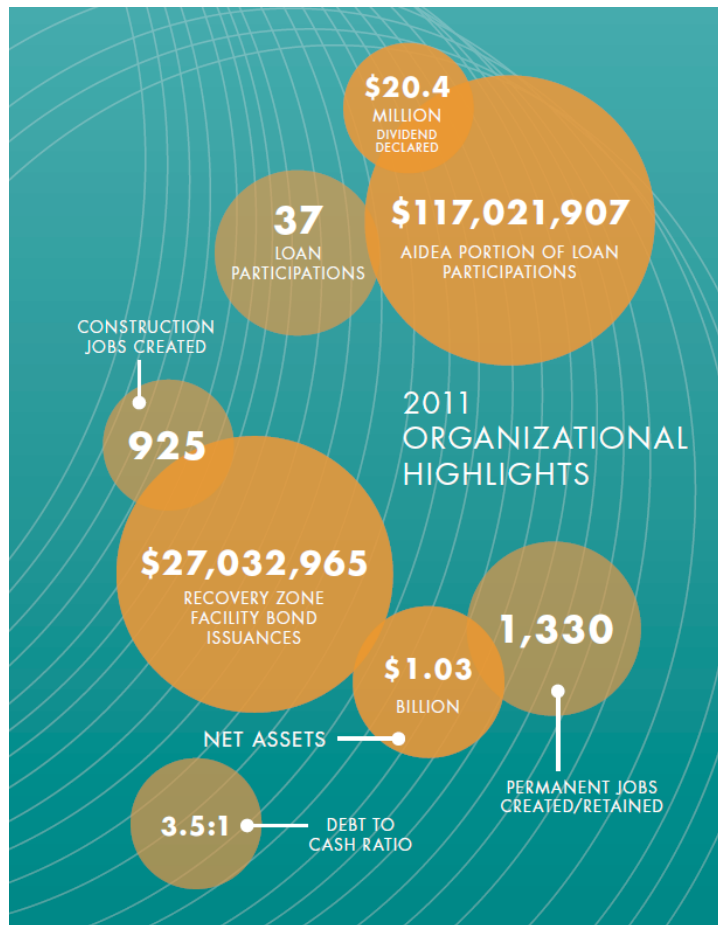 $20.4
MILLION
DIVIDEND
DECLARED
37
LOAN
PARTICIPATIONS
$117,021,907
AIDEA PORTION OF LOAN
PARTICIPATIONS
CONSTRUCTION
JOBS CREATED
925
2011
ORGANIZATIONAL
HIGHLIGHTS
$27,032,965
RECOVERY ZONE
FACILITY BOND
ISSUANCES
1,330
$1.03
BILLION
NET ASSETS
PERMANENT JOBS
CREATED/RETAINED
3.5:1
DEBT TO
CASH RATIO